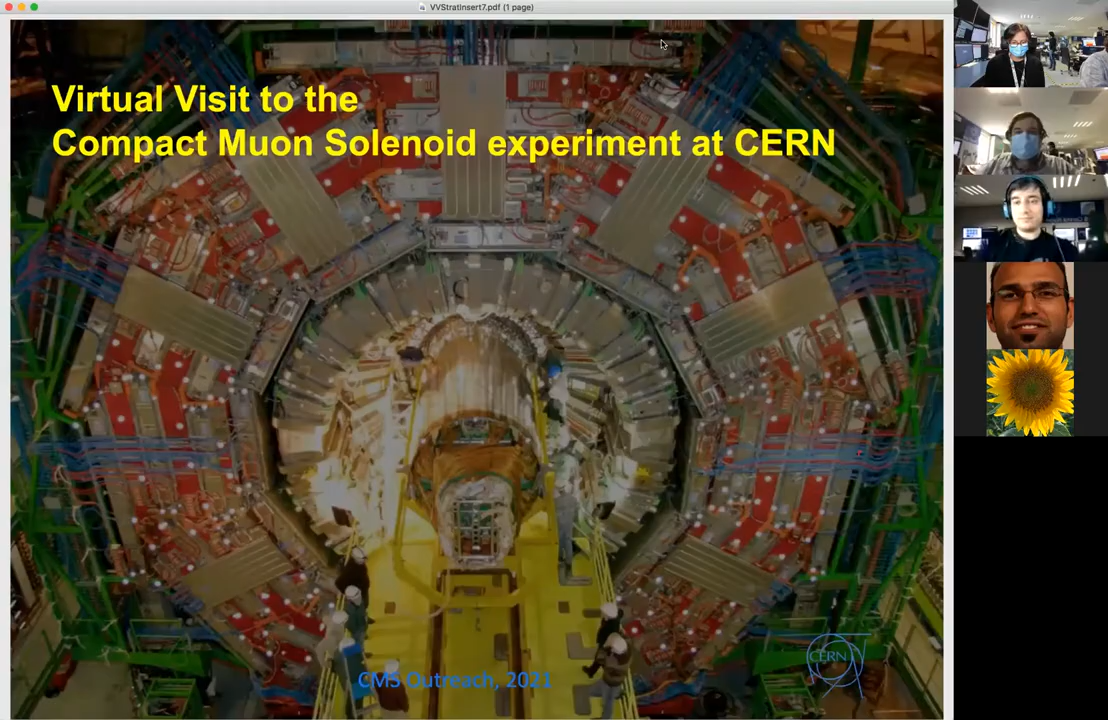 VVStratInsert7.pdf (1 page)
Virtual Visit to the
Compact Muon Solenoid experiment at CERN
CMS Outreach, 2021
CERN